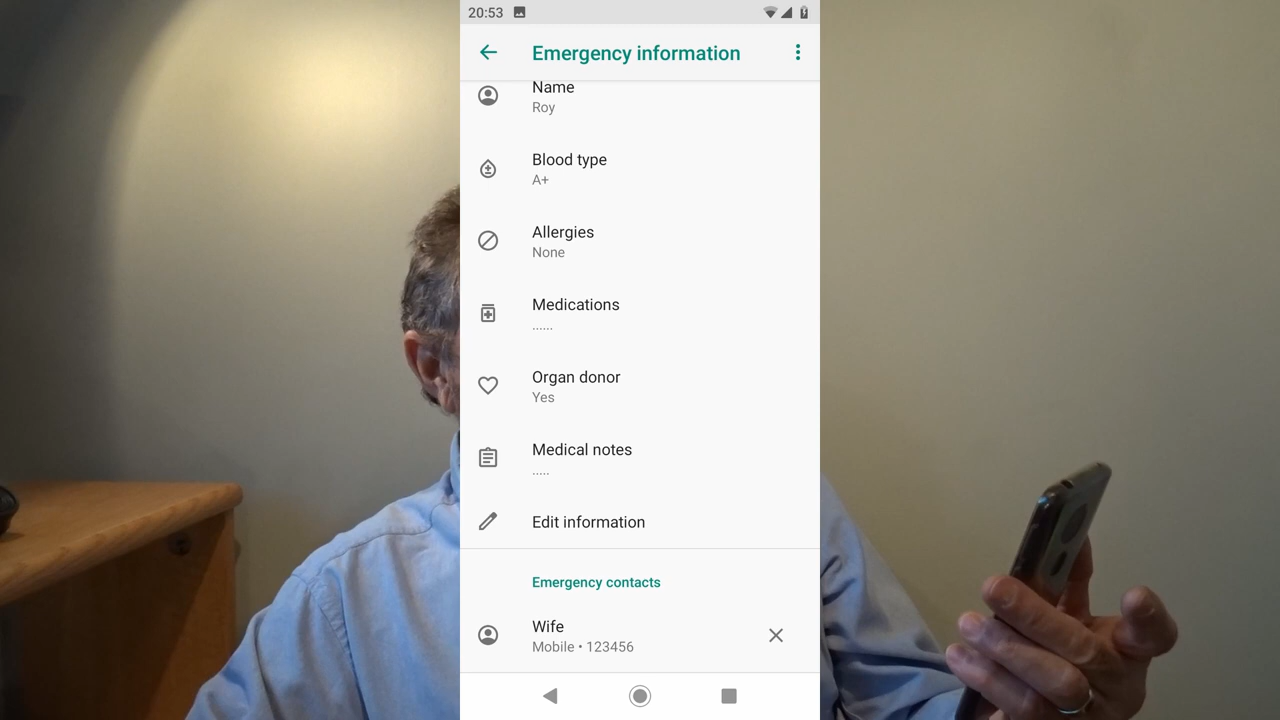 20:53
Emergency information
Name
Roy
Blood type
A+
Allergies
None
Medications
......
Organ donor
Yes
Medical notes
.....
Edit information
Emergency contacts
Wife
Mobile • 123456